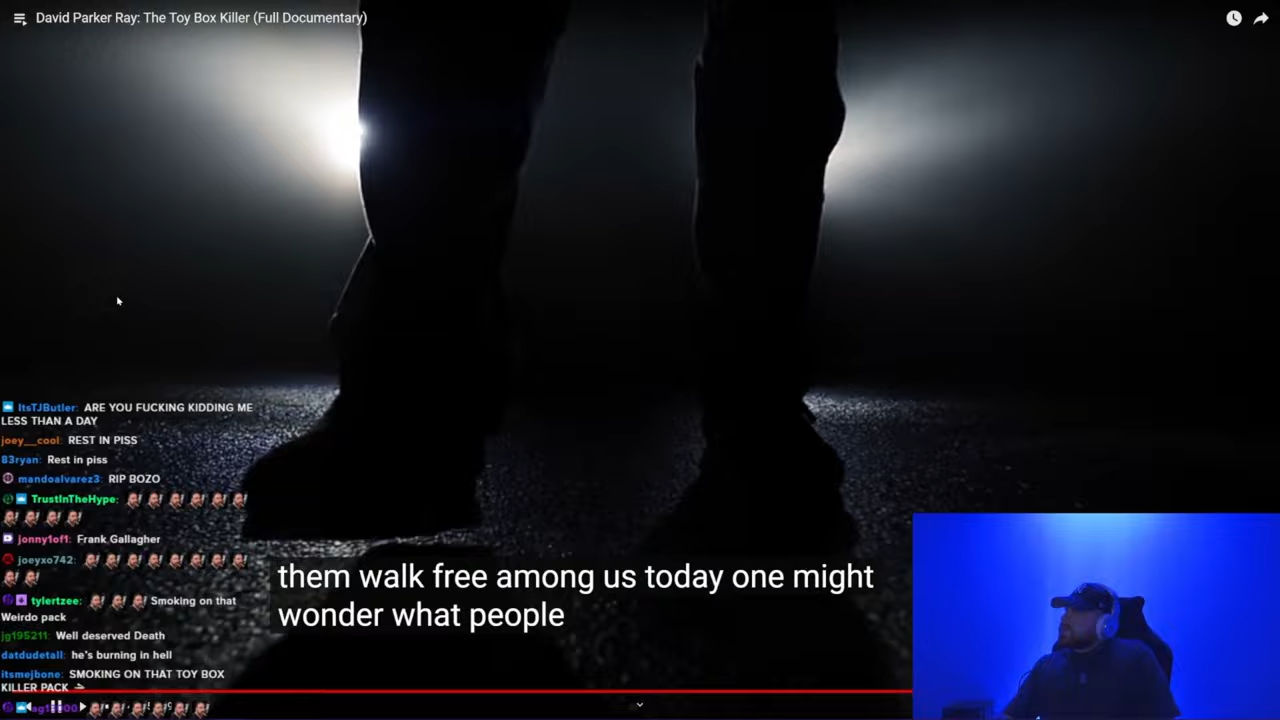 David Parker Ray: The Toy Box Killer (Full Documentary)
ItsTJButler: ARE YOU FUCKING KIDDING ME
LESS THAN A DAY
joey__cool: REST IN PISS
83ryan: Rest in piss
mandoalvarez3: RIP BOZO
TrustInTheHype:
jonny1of1: Frank Gallagher
joeyxo742:
tylertzee: Smoking on that
Weirdo pack
jg195211: Well deserved Death
datdudetall: he's burning in hell
itsmejbone: SMOKING ON THAT TOY BOX
KILLER PACK
them walk free among us today one might
wonder what people